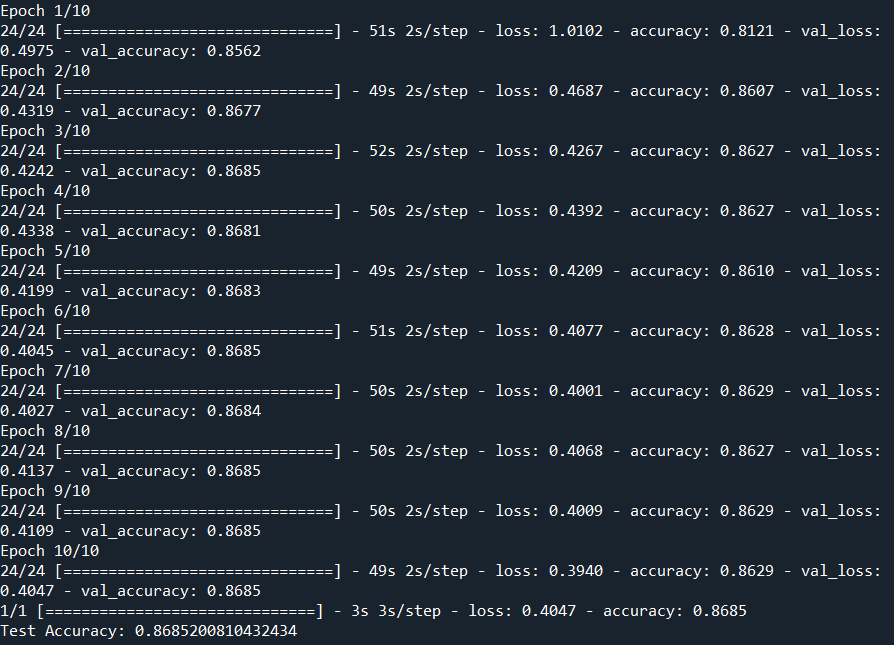 Epoch 1/10
24/24 [==============================] - 51s 2s/step - loss: 1.0102 - accuracy: 0.8121 - val_loss:
0.4975 - val_accuracy: 0.8562
Epoch 2/10
24/24 [==============================] - 49s 2s/step - loss: 0.4687 - accuracy: 0.8607 - val_loss:
0.4319 - val_accuracy: 0.8677
Epoch 3/10
24/24 [==============================] - 52s 2s/step - loss: 0.4267 - accuracy: 0.8627 - val_loss:
0.4242 - val_accuracy: 0.8685
Epoch 4/10
24/24 [==============================] - 50s 2s/step - loss: 0.4392 - accuracy: 0.8627 - val_loss:
0.4338 - val_accuracy: 0.8681
Epoch 5/10
24/24 [==============================] - 49s 2s/step - loss: 0.4209 - accuracy: 0.8610 - val_loss:
0.4199 - val_accuracy: 0.8683
Epoch 6/10
24/24 [==============================] - 51s 2s/step - loss: 0.4077 - accuracy: 0.8628 - val_loss:
0.4045 - val_accuracy: 0.8685
Epoch 7/10
24/24 [==============================] - 50s 2s/step - loss: 0.4001 - accuracy: 0.8629 - val_loss:
0.4027 - val_accuracy: 0.8684
Epoch 8/10
24/24 [==============================] - 50s 2s/step - loss: 0.4068 - accuracy: 0.8627 - val_loss:
0.4137 - val_accuracy: 0.8685
Epoch 9/10
24/24 [==============================] - 50s 2s/step - loss: 0.4009 - accuracy: 0.8629 - val_loss:
0.4109 - val_accuracy: 0.8685
Epoch 10/10
24/24 [==============================] - 49s 2s/step - loss: 0.3940 - accuracy: 0.8629 - val_loss:
0.4047 - val_accuracy: 0.8685
1/1 [==============================] - 3s 3s/step - loss: 0.4047 - accuracy: 0.8685
Test Accuracy: 0.8685200810432434